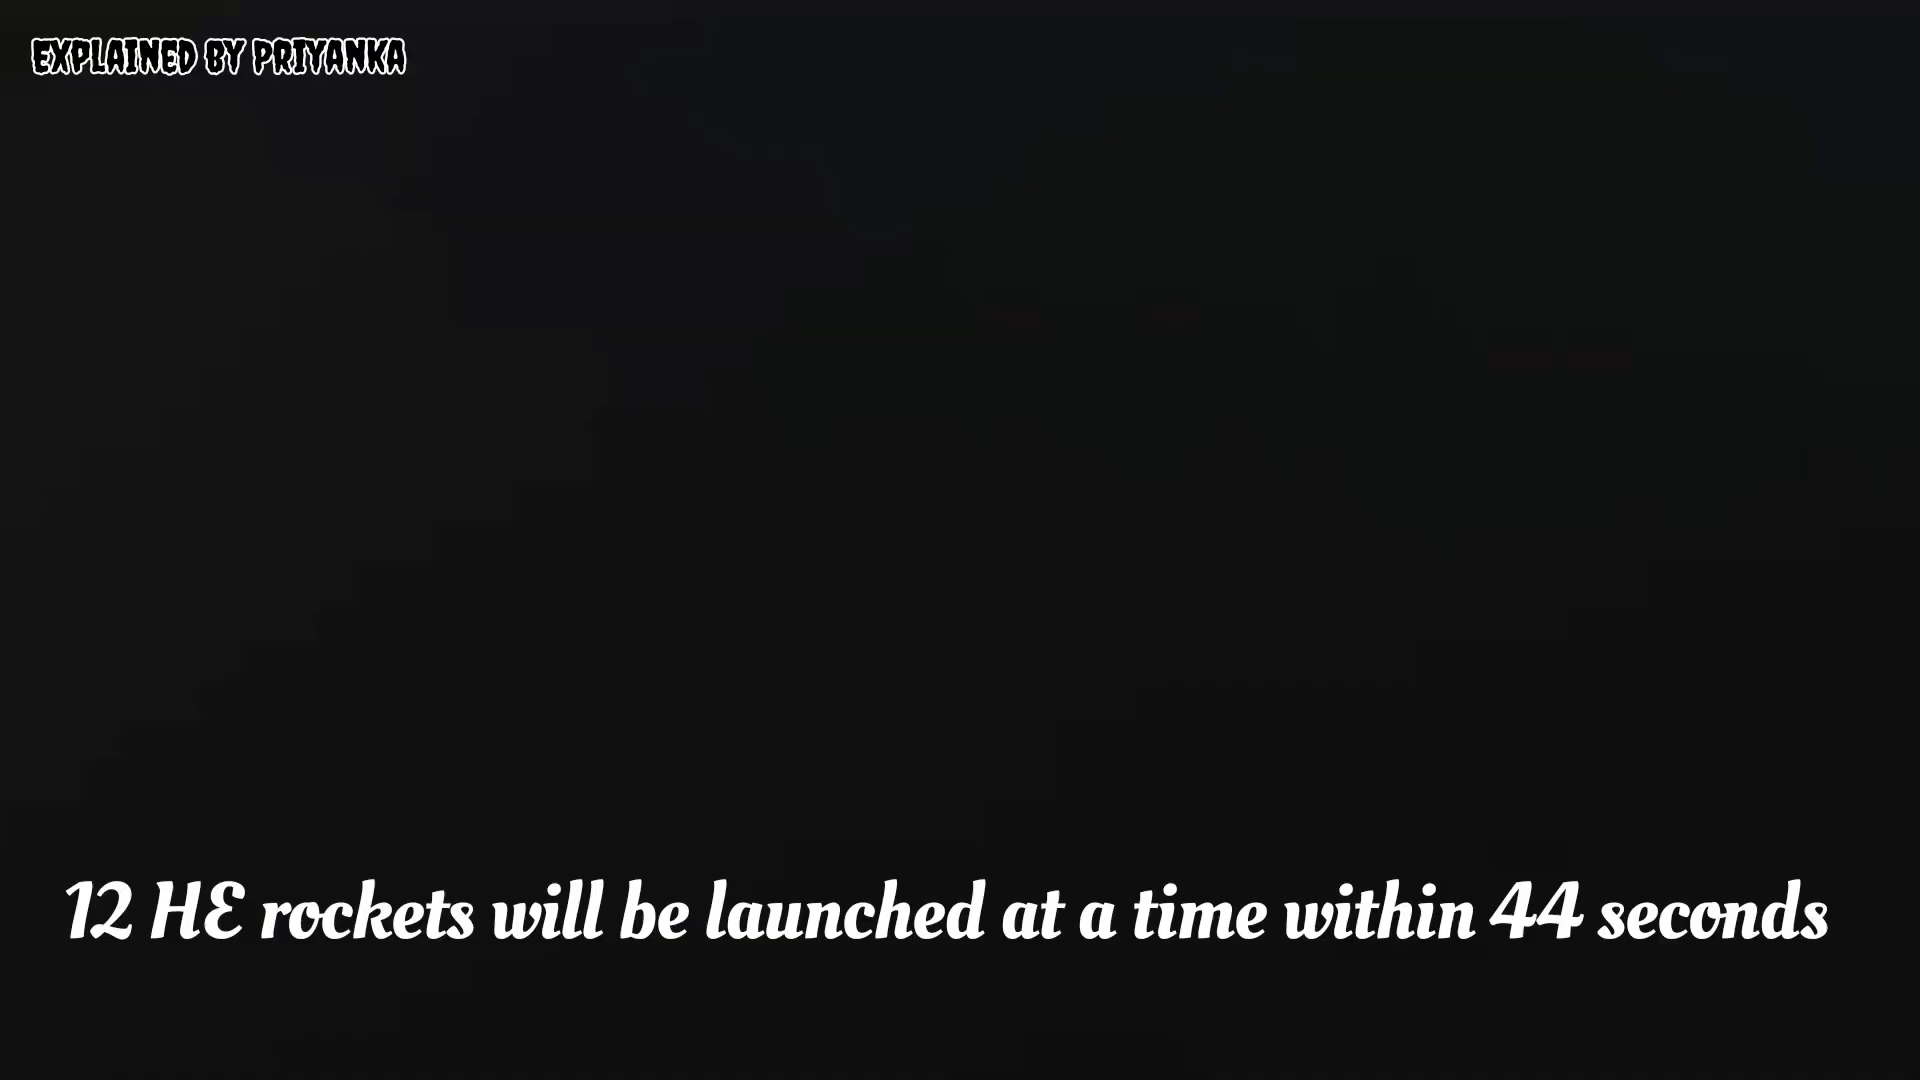 EXPLAINED BY PRIYANKA
12 HE rockets will be launched at a time within 44 seconds